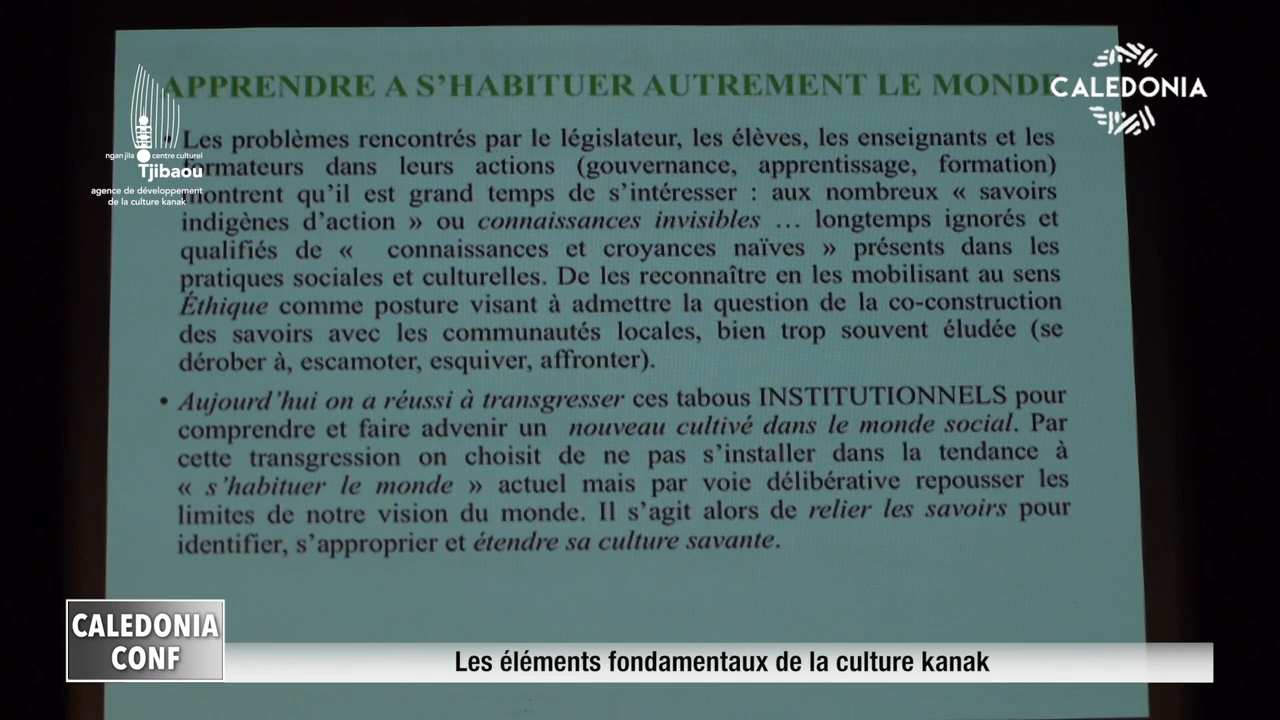 APPRENDRE A S'HABITUER AUTREMENT LE MONDE
CALEDONIA
ngan jila centre culturel
Tjibaou
agence de développement
de la culture kanak
• Les problèmes rencontrés par le législateur, les élèves, les enseignants et les
formateurs dans leurs actions (gouvernance, apprentissage, formation)
montrent qu'il est grand temps de s'intéresser : aux nombreux « savoirs
indigènes d'action » ou connaissances invisibles … longtemps ignorés et
qualifiés de « connaissances et croyances naïves » présents dans les
pratiques sociales et culturelles. De les reconnaître en les mobilisant au sens
Éthique comme posture visant à admettre la question de la co-construction
des savoirs avec les communautés locales, bien trop souvent éludée (se
dérober à, escamoter, esquiver, affronter).
• Aujourd'hui on a réussi à transgresser ces tabous INSTITUTIONNELS pour
comprendre et faire advenir un nouveau cultivé dans le monde social. Par
cette transgression on choisit de ne pas s'installer dans la tendance à
« s'habituer le monde » actuel mais par voie délibérative repousser les
limites de notre vision du monde. Il s'agit alors de relier les savoirs pour
identifier, s'approprier et étendre sa culture savante.
CALEDONIA
CONF
Les éléments fondamentaux de la culture kanak